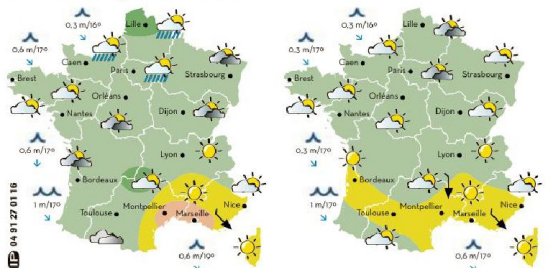 0,3 m/16°
Lille
0,6 m/17°
Caen
Brest
Paris
Strasbourg
Orléans
Nantes
Dijon
0,6 m/17°
Lyon
Bordeaux
1 m/17°
Toulouse
Montpellier
Marseille
Nice
0,6 m/19°
IP 04 91 27 01 16
0,3 m/16°
Lille
0,3 m/17°
Caen
Brest
Paris
Strasbourg
Orléans
Nantes
Dijon
0,3 m/17°
Lyon
Bordeaux
1 m/17°
Toulouse
Montpellier
Marseille
Nice
0,6 m/17°